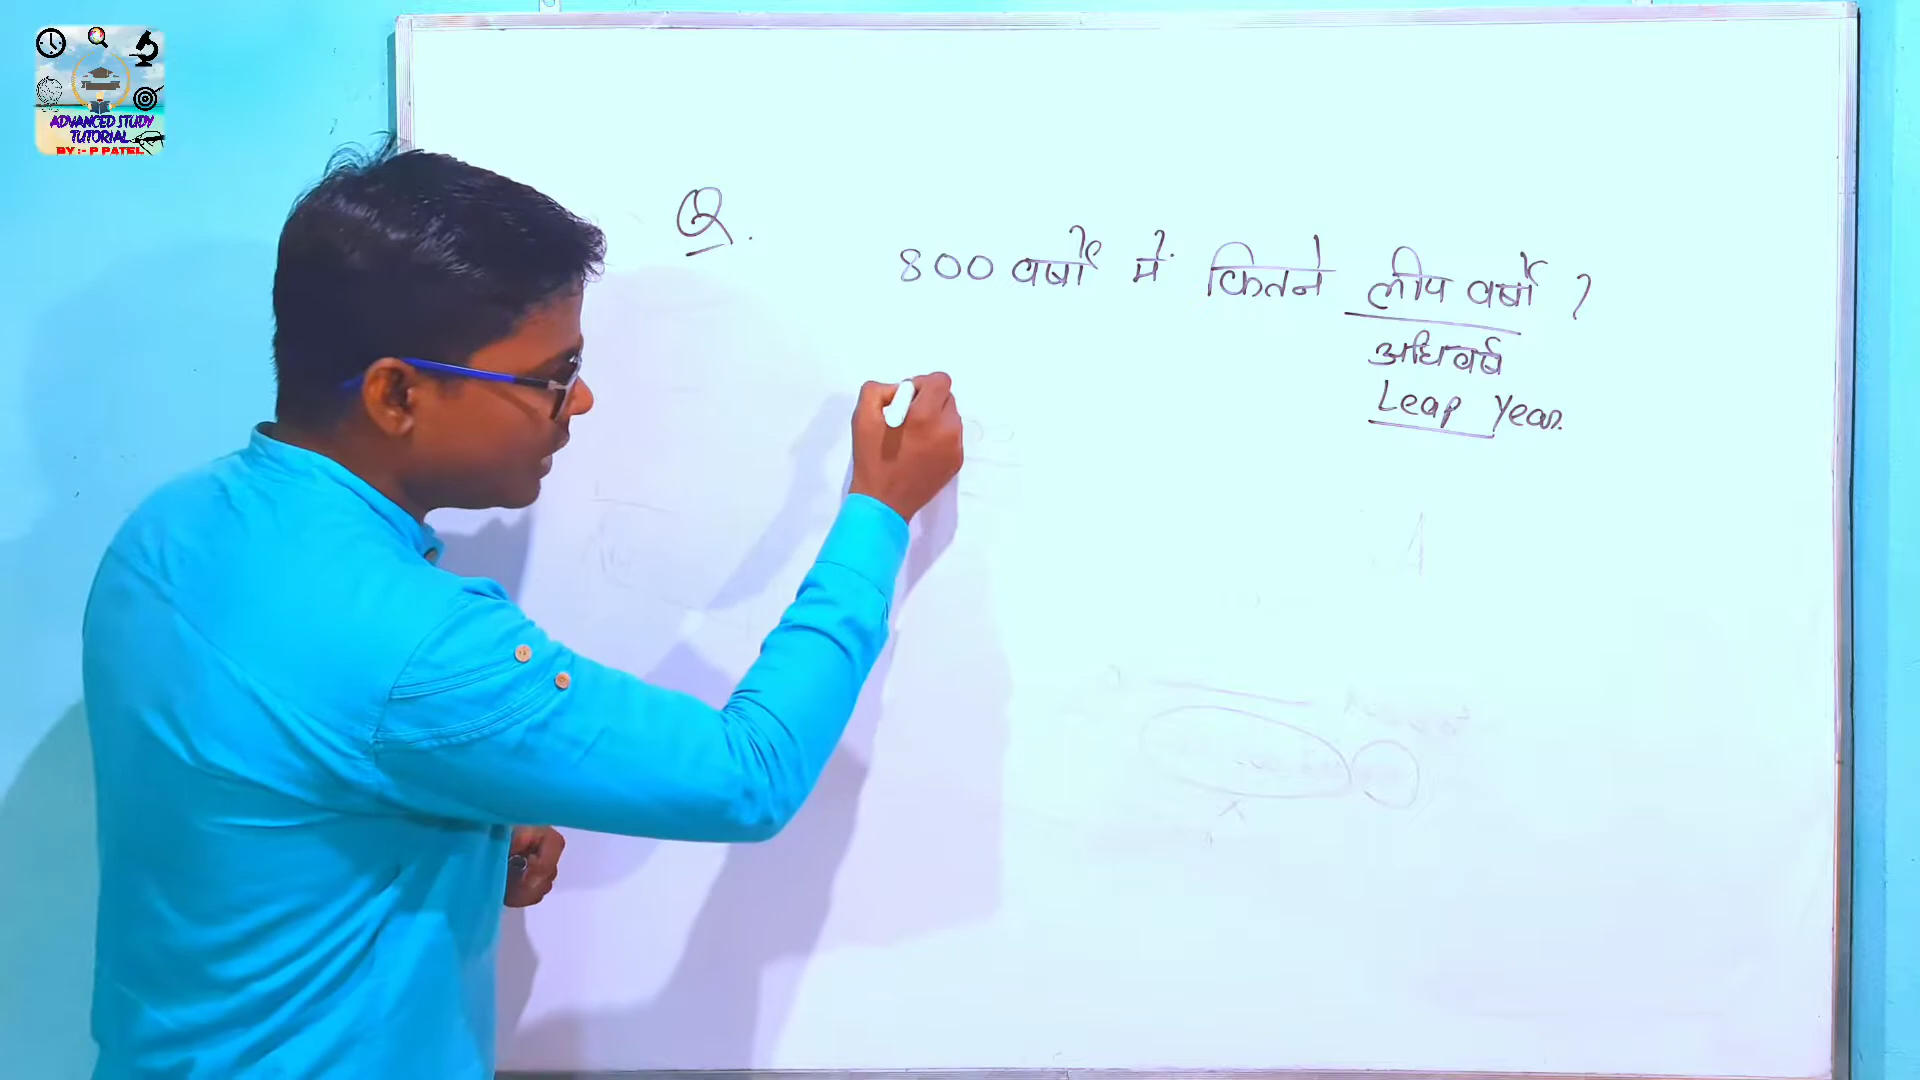 ADVANCED STUDY
TUTORIAL
BY :- P PATEL
Q.
800 वर्षों में कितने लीप वर्षों ?
अधिवर्ष
Leap Year.